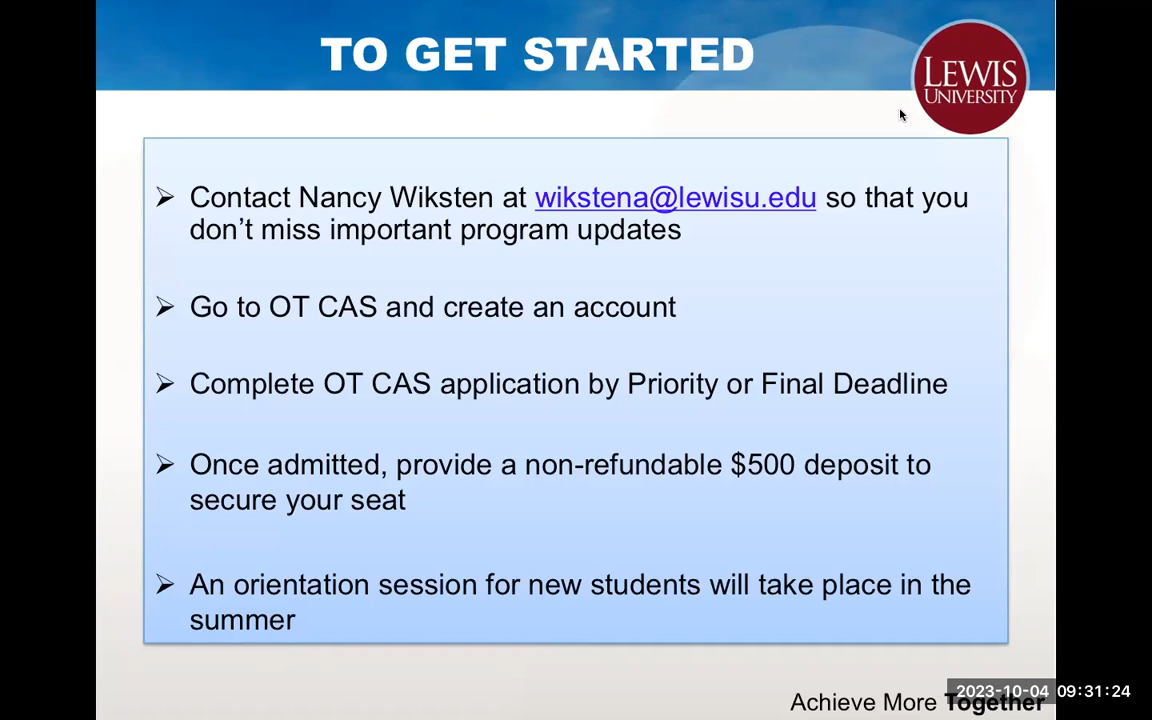 TO GET STARTED
LEWIS
UNIVERSITY
➢ Contact Nancy Wiksten at wikstena@lewisu.edu so that you
don’t miss important program updates
➢ Go to OT CAS and create an account
➢ Complete OT CAS application by Priority or Final Deadline
➢ Once admitted, provide a non-refundable $500 deposit to
secure your seat
➢ An orientation session for new students will take place in the
summer
2023-10-04 09:31:24
Achieve More Together